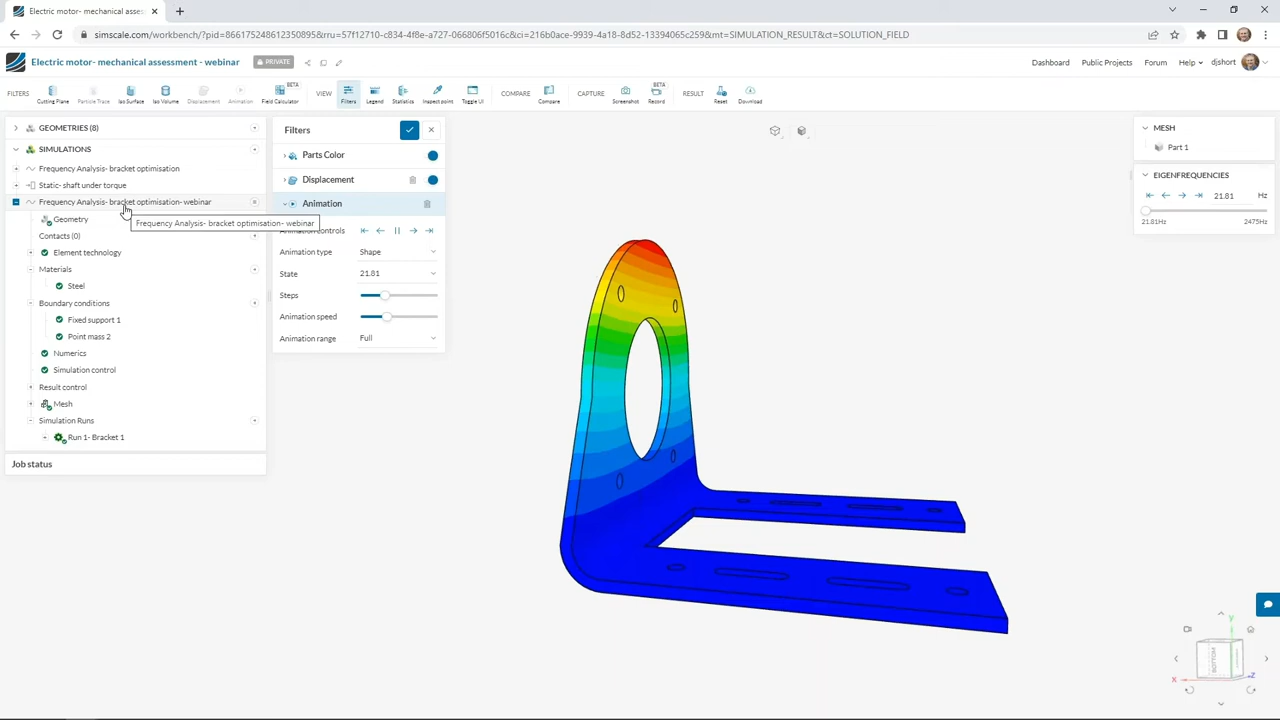 Electric motor- mechanical assessment
simscale.com/workbench/?pid=866175248612350895&rru=57f12710-c834-4f8e-a727-066806f5016c&ci=216b0ace-9939-4a18-8d52-13394065c259&mt=SIMULATION_RESULT&ct=SOLUTION_FIELD
Electric motor- mechanical assessment - webinar
PRIVATE
Dashboard Public Projects Forum Help djshort
FILTERS
Cutting Plane Particle Trace Iso Surface Iso Volume Displacement Animation
BETA
Field Calculator
VIEW
Filters Legend Statistics Inspect point Toggle UI
COMPARE
Compare
CAPTURE
Screenshot
BETA
Record
RESULT
Reset Download
GEOMETRIES (8)
SIMULATIONS
Frequency Analysis- bracket optimisation
Static- shaft under torque
Frequency Analysis- bracket optimisation- webinar
Frequency Analysis- bracket optimisation- webinar
Geometry
Contacts (0)
Element technology
Materials
Steel
Boundary conditions
Fixed support 1
Point mass 2
Numerics
Simulation control
Result control
Mesh
Simulation Runs
Run 1- Bracket 1
Job status
Filters
Parts Color
Displacement
Animation
Animation controls
Animation type Shape
State 21.81
Steps
Animation speed
Animation range Full
MESH
Part 1
EIGENFREQUENCIES
21.81 Hz
21.81Hz 2475Hz
Y
BOTTOM
X
Z